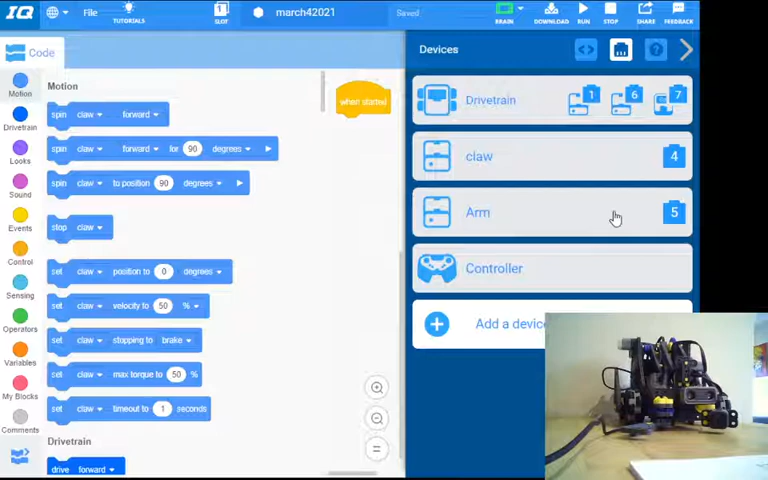 IQ
File
TUTORIALS
1
SLOT
march42021
Saved
BRAIN
DOWNLOAD
RUN
STOP
SHARE
FEEDBACK
Code
Devices
Motion
Drivetrain
Looks
Sound
Events
Control
Sensing
Operators
Variables
My Blocks
Comments
Motion
spin claw forward
spin claw forward for 90 degrees
spin claw to position 90 degrees
stop claw
set claw position to 0 degrees
set claw velocity to 50 %
set claw stopping to brake
set claw max torque to 50 %
set claw timeout to 1 seconds
Drivetrain
drive forward
when started
Drivetrain 1 6 7
claw 4
Arm 5
Controller
Add a device